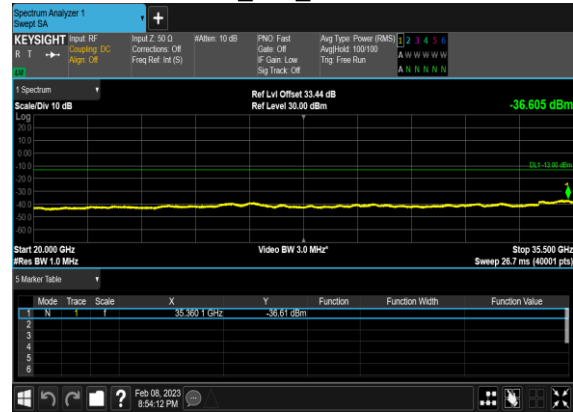 Spectrum Analyzer 1
Swept SA
+
KEYSIGHT Input: RF Input Z: 50 Ω #Atten: 10 dB PNO: Fast Avg Type: Power (RMS) 1 2 3 4 5 6
R T Coupling: DC Corrections: Off Gate: Off Avg|Hold: 100/100 A W W W W W
Align: Off Freq Ref: Int (S) IF Gain: Low Trig: Free Run
Sig Track: Off A N N N N N
LXI
1 Spectrum
Ref Lvl Offset 33.44 dB
Scale/Div 10 dB Ref Level 30.00 dBm -36.605 dBm
Log
20.0
10.0
0.00
-10.0 DL1 -13.00 dBm
-20.0
1
-30.0
-40.0
-50.0
-60.0
Start 20.000 GHz Video BW 3.0 MHz* Stop 35.500 GHz
#Res BW 1.0 MHz Sweep 26.7 ms (40001 pts)
5 Marker Table
Mode Trace Scale X Y Function Function Width Function Value
1 N 1 f 35.360 1 GHz -36.61 dBm
2
3
4
5
6
? Feb 08, 2023
8:54:12 PM